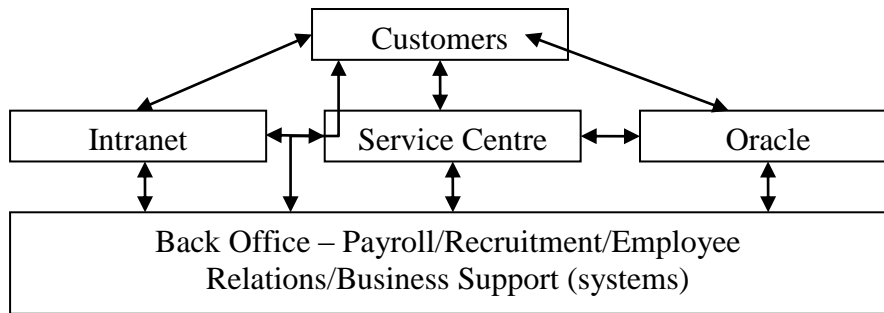 Customers
Intranet
Service Centre
Oracle
Back Office – Payroll/Recruitment/Employee
Relations/Business Support (systems)